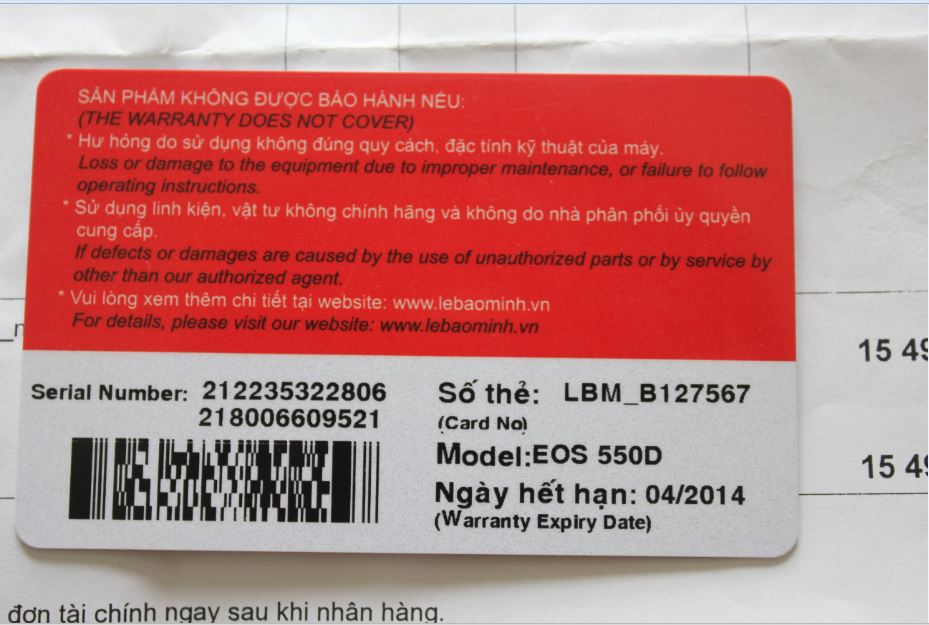 SẢN PHẨM KHÔNG ĐƯỢC BẢO HÀNH NẾU:
(THE WARRANTY DOES NOT COVER)
* Hư hỏng do sử dụng không đúng quy cách, đặc tính kỹ thuật của máy.
Loss or damage to the equipment due to improper maintenance, or failure to follow
operating instructions.
* Sử dụng linh kiện, vật tư không chính hãng và không do nhà phân phối ủy quyền
cung cấp.
If defects or damages are caused by the use of unauthorized parts or by service by
other than our authorized agent.
* Vui lòng xem thêm chi tiết tại website: www.lebaominh.vn
For details, please visit our website: www.lebaominh.vn
Serial Number: 212235322806
218006609521
Số thẻ: LBM_B127567
(Card No)
Model:EOS 550D
Ngày hết hạn: 04/2014
(Warranty Expiry Date)
15 49
15 49
đơn tài chính ngay sau khi nhân hàng.